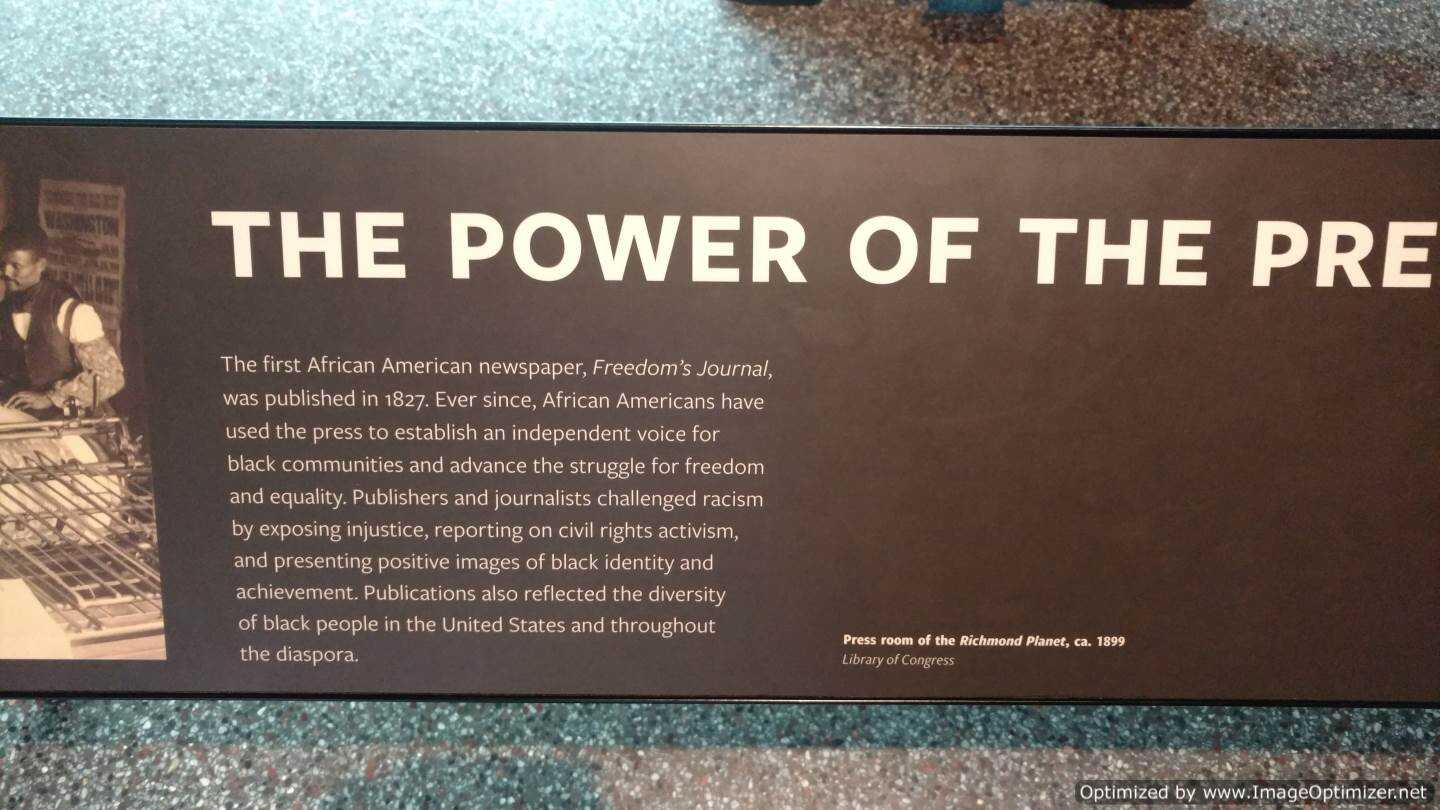 WASHINGTON
THE POWER OF THE PRE
The first African American newspaper, Freedom's Journal,
was published in 1827. Ever since, African Americans have
used the press to establish an independent voice for
black communities and advance the struggle for freedom
and equality. Publishers and journalists challenged racism
by exposing injustice, reporting on civil rights activism,
and presenting positive images of black identity and
achievement. Publications also reflected the diversity
of black people in the United States and throughout
the diaspora.
Press room of the Richmond Planet, ca. 1899
Library of Congress
Optimized by www.ImageOptimizer.net